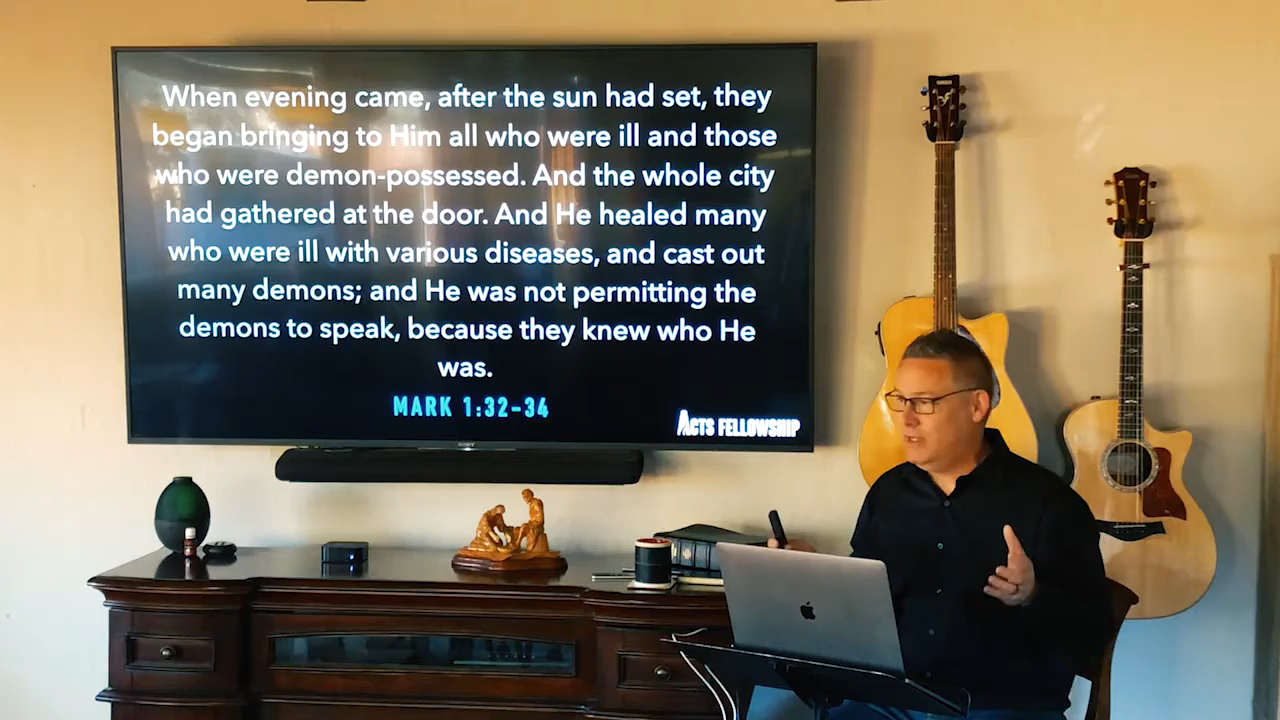 When evening came, after the sun had set, they
began bringing to Him all who were ill and those
who were demon-possessed. And the whole city
had gathered at the door. And He healed many
who were ill with various diseases, and cast out
many demons; and He was not permitting the
demons to speak, because they knew who He
was.
MARK 1:32-34
ACTS FELLOWSHIP
SONY
YAMAHA